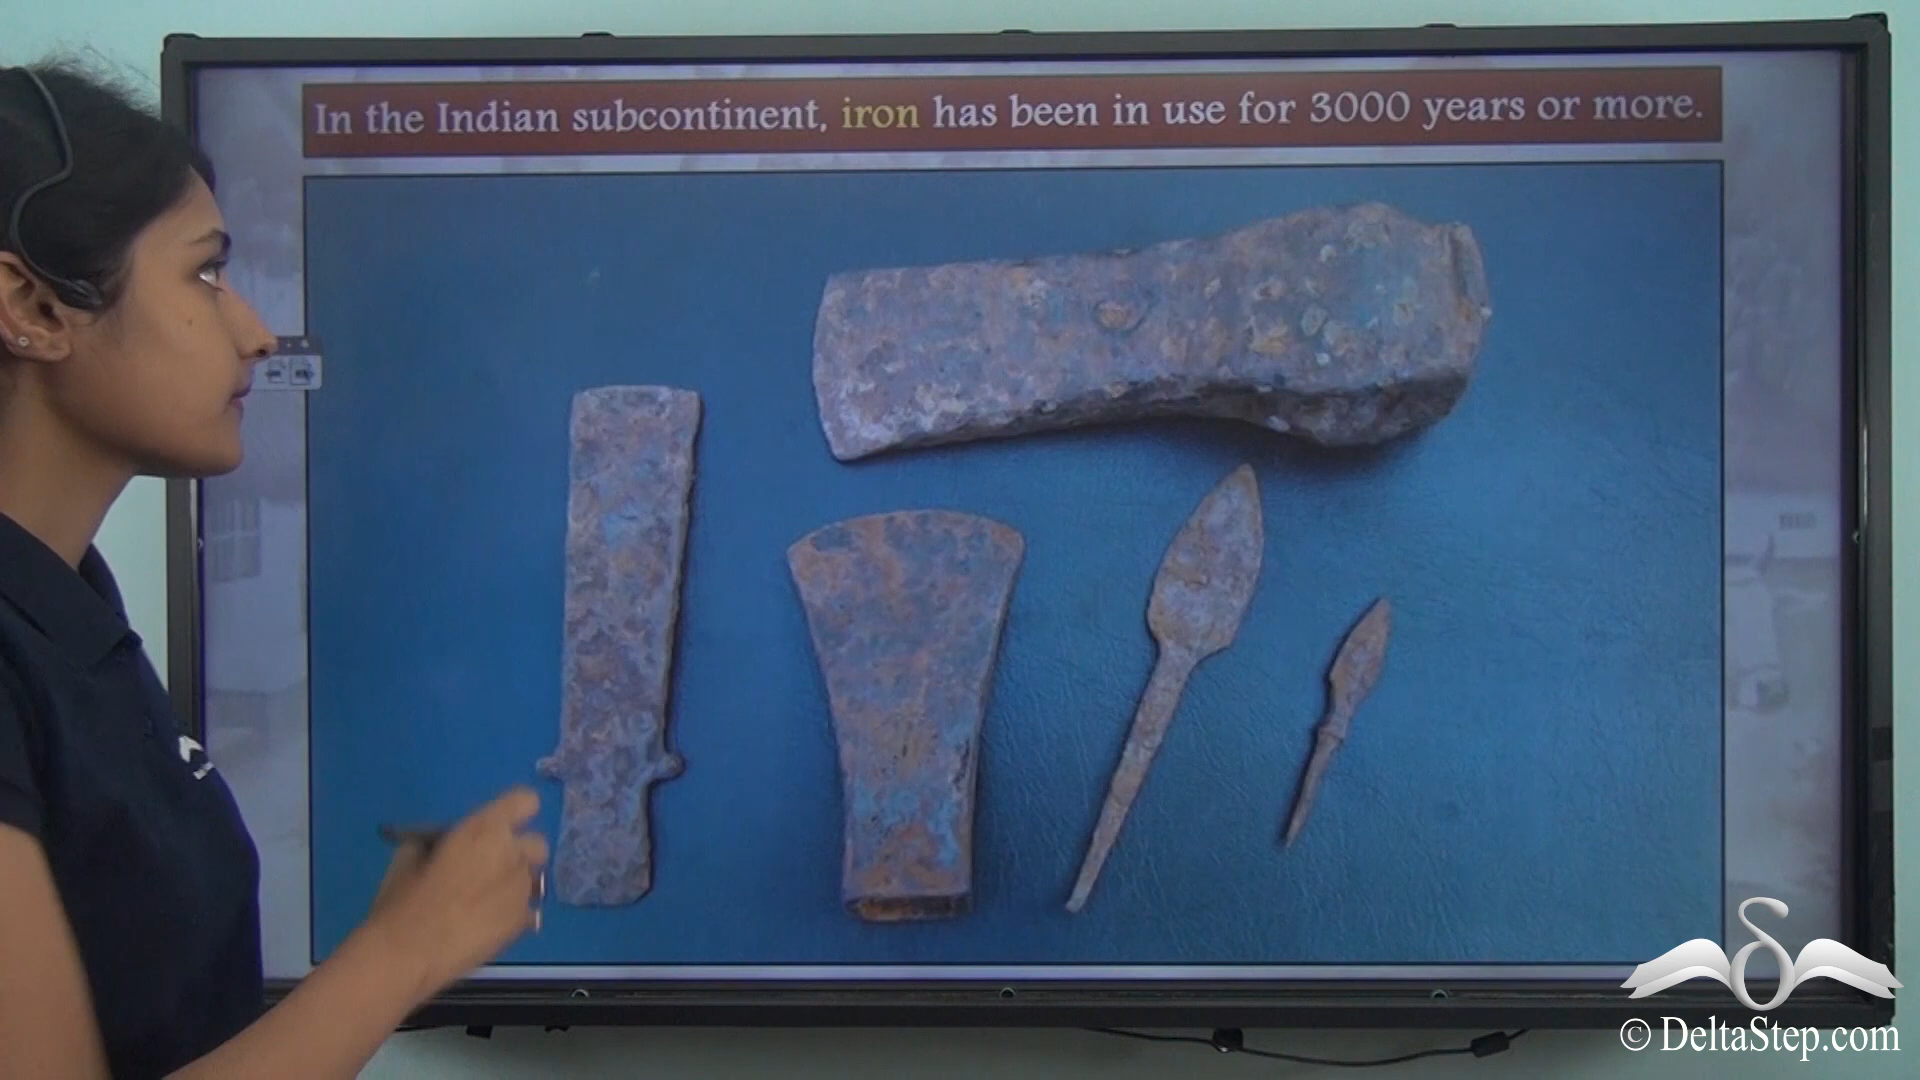 In the Indian subcontinent, iron has been in use for 3000 years or more.
© DeltaStep.com